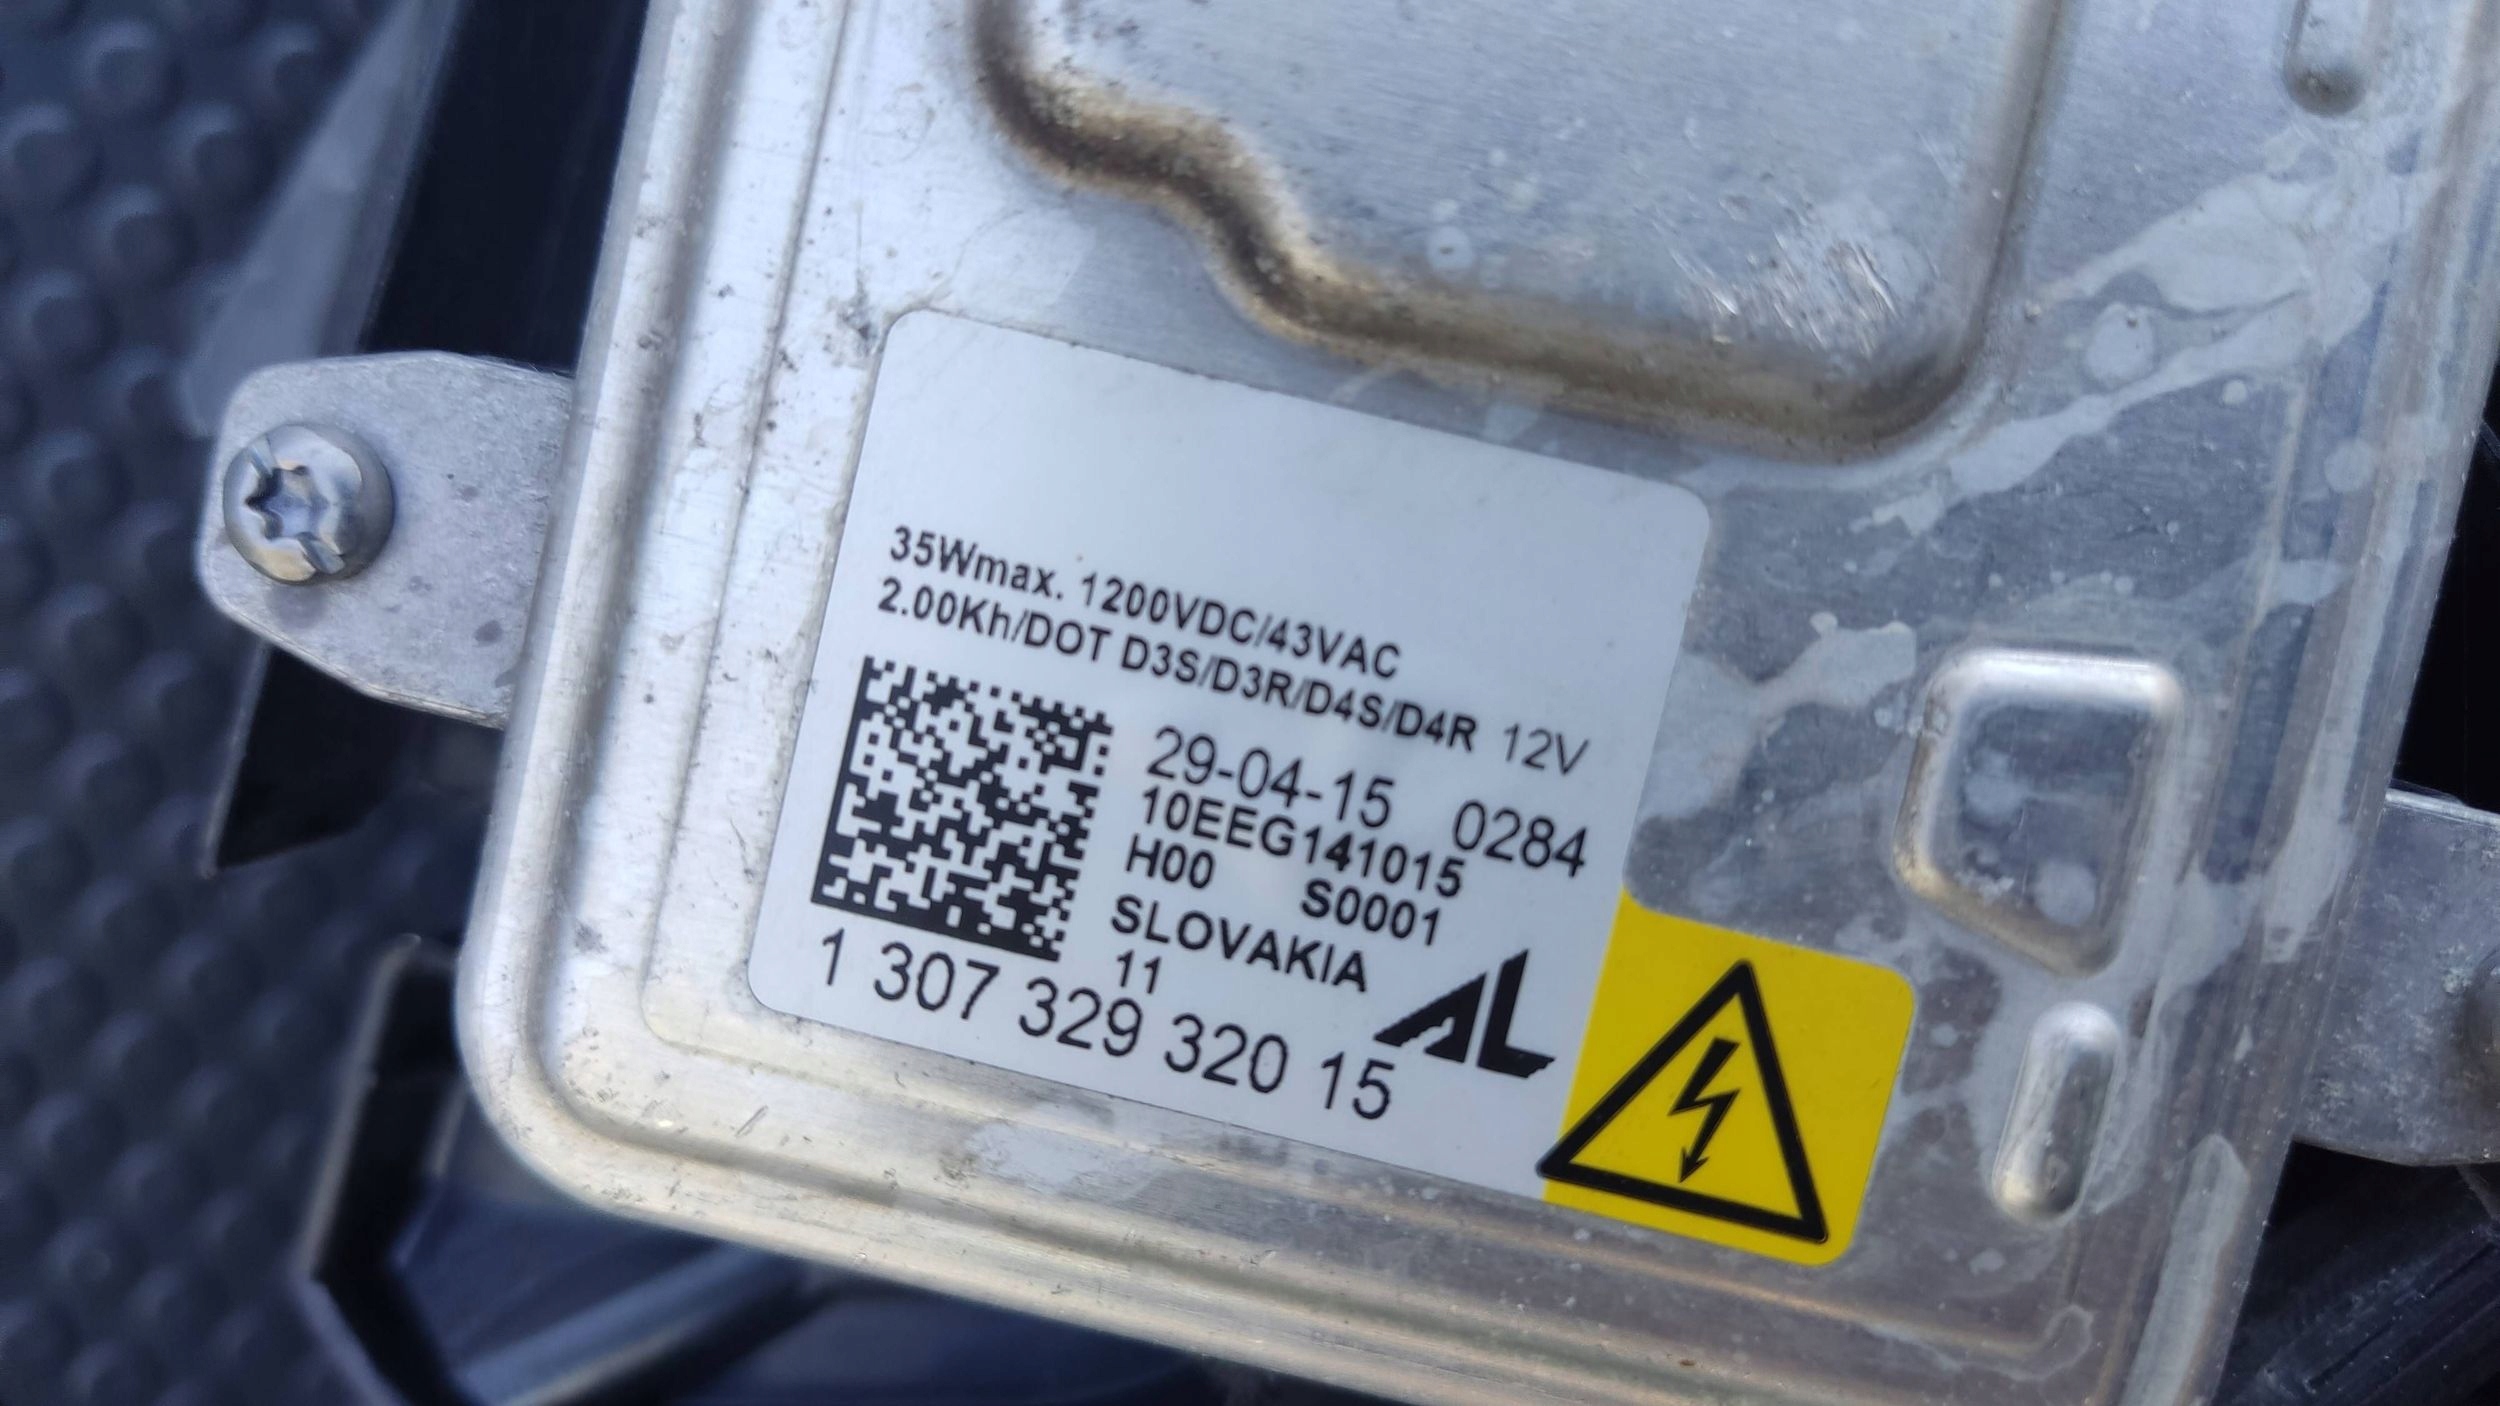 35Wmax. 1200VDC/43VAC
2.00Kh/DOT D3S/D3R/D4S/D4R 12V
29-04-15 0284
10EEG141015
H00 S0001
SLOVAKIA
11
AL
1 307 329 320 15